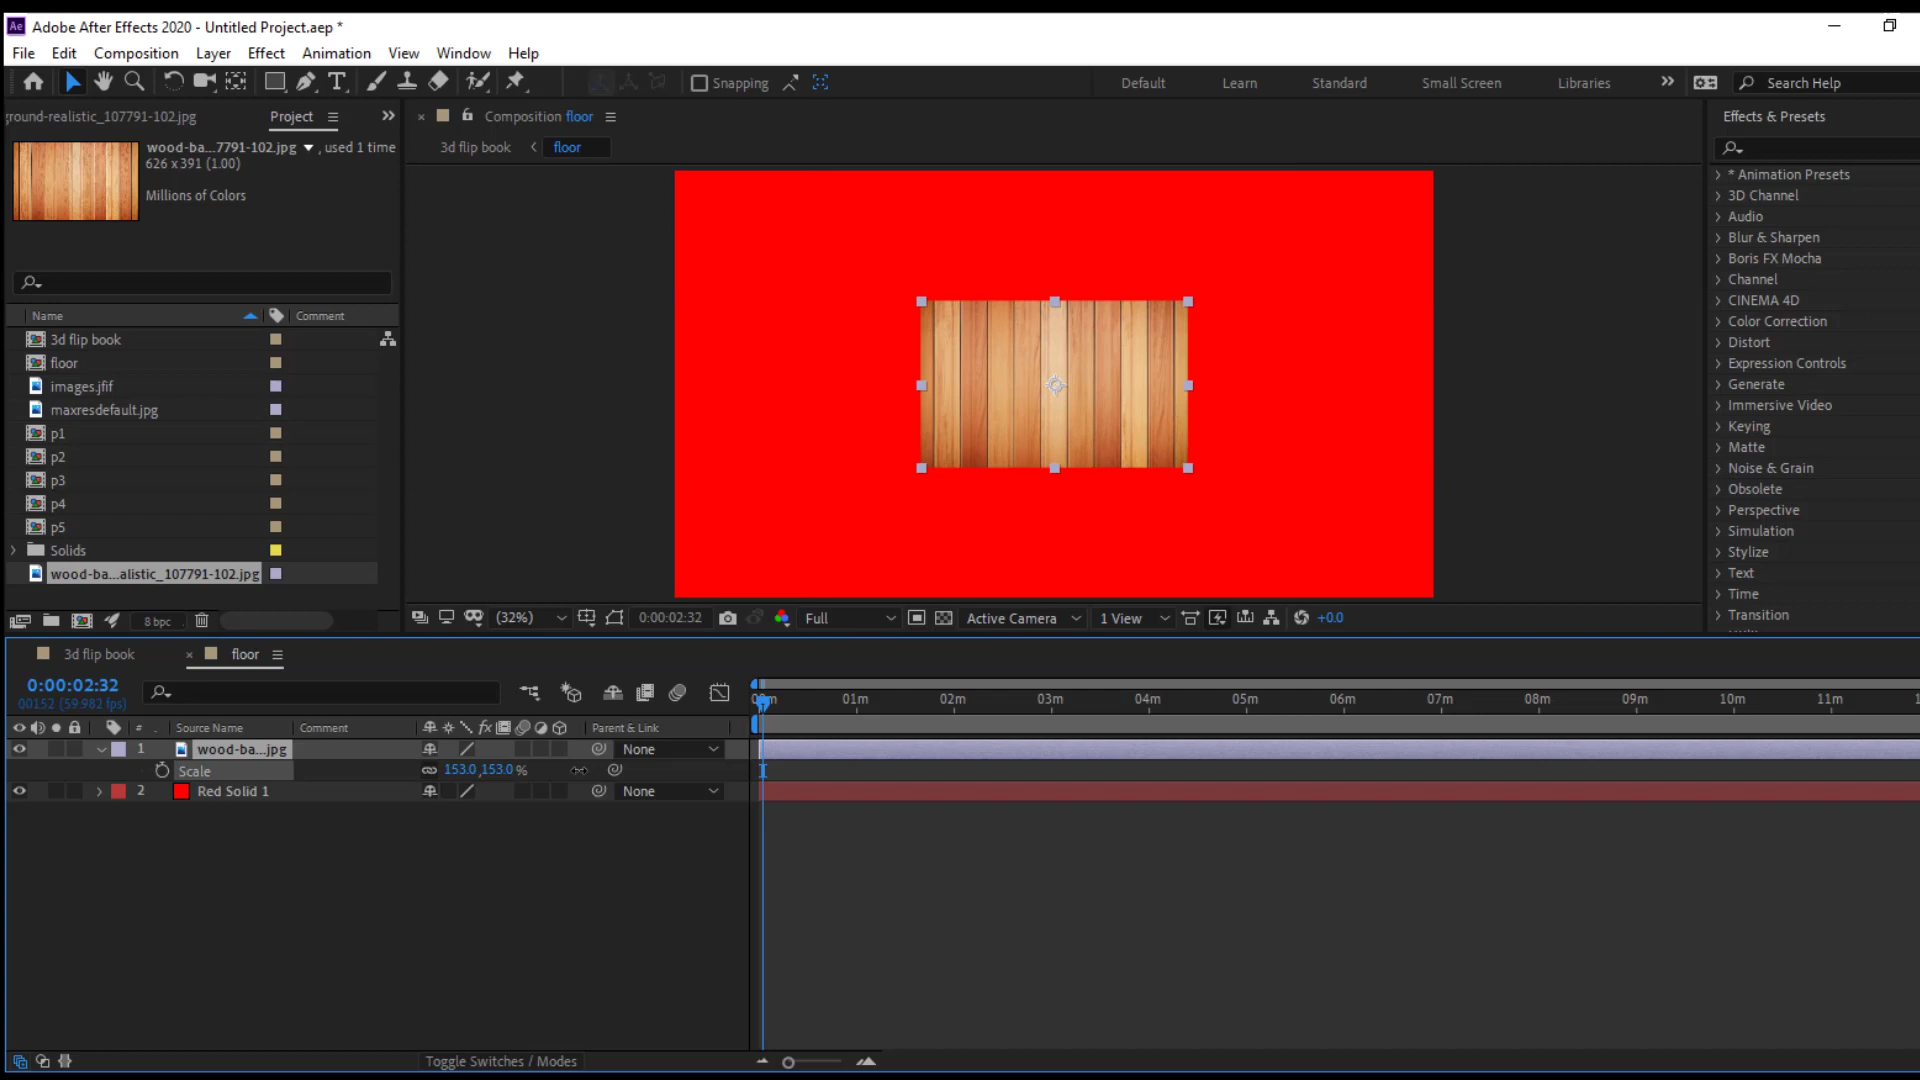 Ae Adobe After Effects 2020 - Untitled Project.aep *
File Edit Composition Layer Effect Animation View Window Help
Snapping Default Learn Standard Small Screen Libraries Search Help
ground-realistic_107791-102.jpg Project
Composition floor
Effects & Presets
wood-ba...7791-102.jpg , used 1 time
626 x 391 (1.00)
Millions of Colors
3d flip book floor
Name Comment
3d flip book
floor
images.jfif
maxresdefault.jpg
p1
p2
p3
p4
p5
Solids
wood-ba...alistic_107791-102.jpg
8 bpc
* Animation Presets
3D Channel
Audio
Blur & Sharpen
Boris FX Mocha
Channel
CINEMA 4D
Color Correction
Distort
Expression Controls
Generate
Immersive Video
Keying
Matte
Noise & Grain
Obsolete
Perspective
Simulation
Stylize
Text
Time
Transition
(32%) 0:00:02:32 Full Active Camera 1 View +0.0
3d flip book floor
0:00:02:32
00152 (59.982 fps)
01m 02m 03m 04m 05m 06m 07m 08m 09m 10m 11m
# . Source Name Comment fx Parent & Link
1 wood-ba...jpg None
Scale 153.0,153.0 %
2 Red Solid 1 None
Toggle Switches / Modes